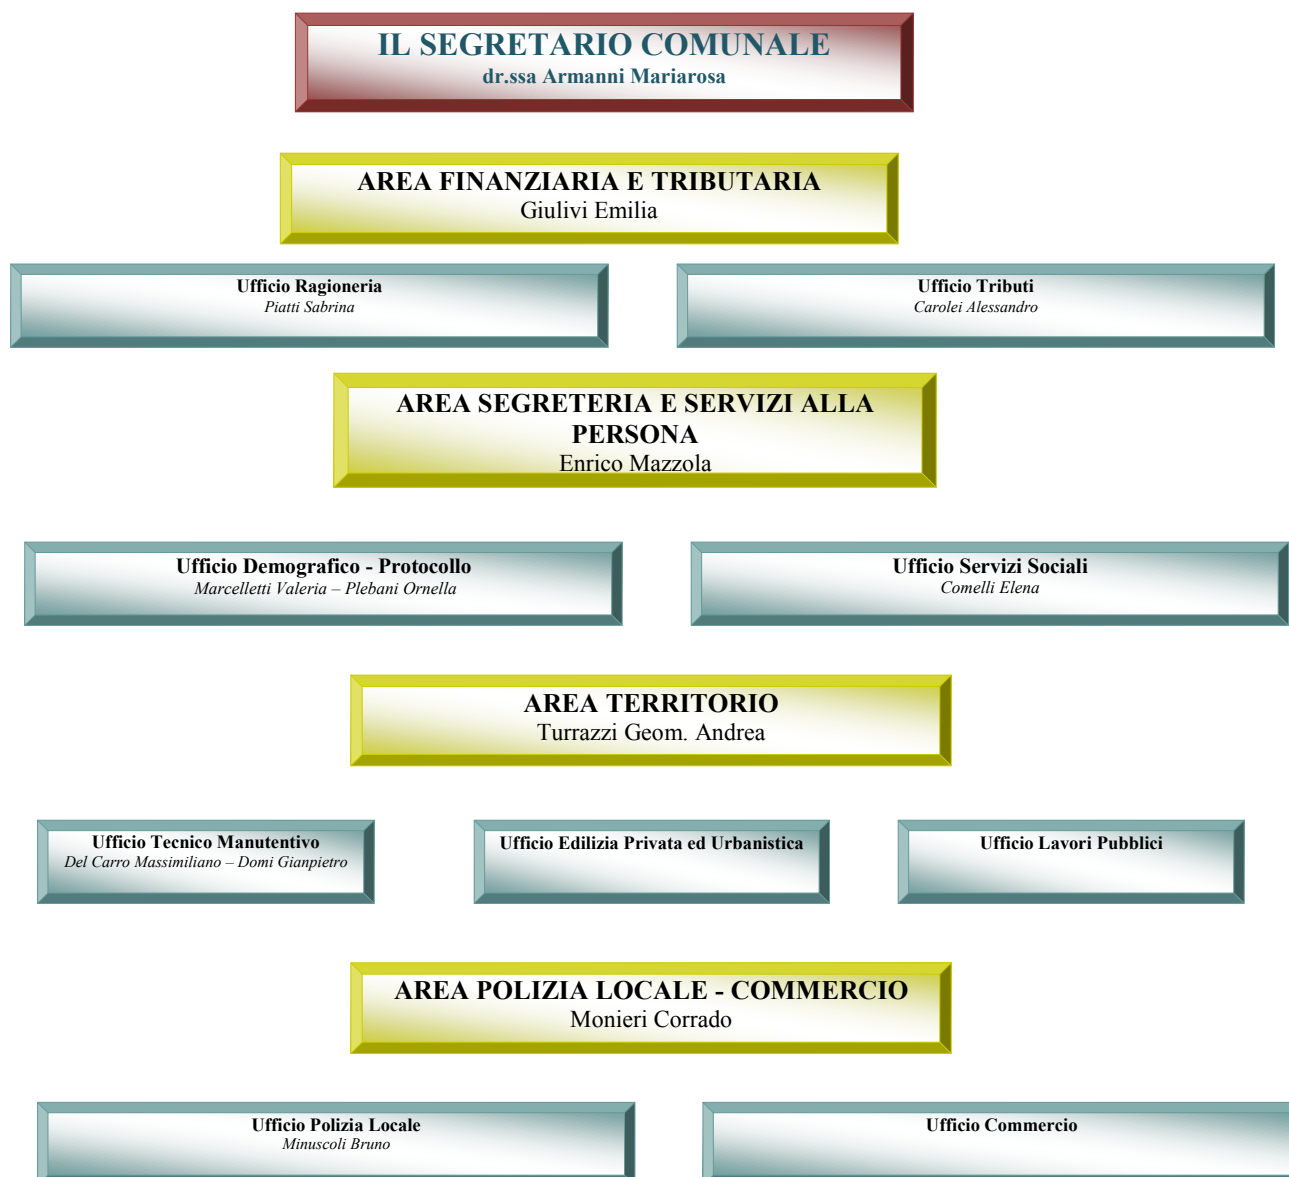 IL SEGRETARIO COMUNALE
dr.ssa Armanni Mariarosa
AREA FINANZIARIA E TRIBUTARIA
Giulivi Emilia
Ufficio Ragioneria
Piatti Sabrina
Ufficio Tributi
Carolei Alessandro
AREA SEGRETERIA E SERVIZI ALLA
PERSONA
Enrico Mazzola
Ufficio Demografico - Protocollo
Marcelletti Valeria – Plebani Ornella
Ufficio Servizi Sociali
Comelli Elena
AREA TERRITORIO
Turrazzi Geom. Andrea
Ufficio Tecnico Manutentivo
Del Carro Massimiliano – Domi Gianpietro
Ufficio Edilizia Privata ed Urbanistica
Ufficio Lavori Pubblici
AREA POLIZIA LOCALE - COMMERCIO
Monieri Corrado
Ufficio Polizia Locale
Minuscoli Bruno
Ufficio Commercio